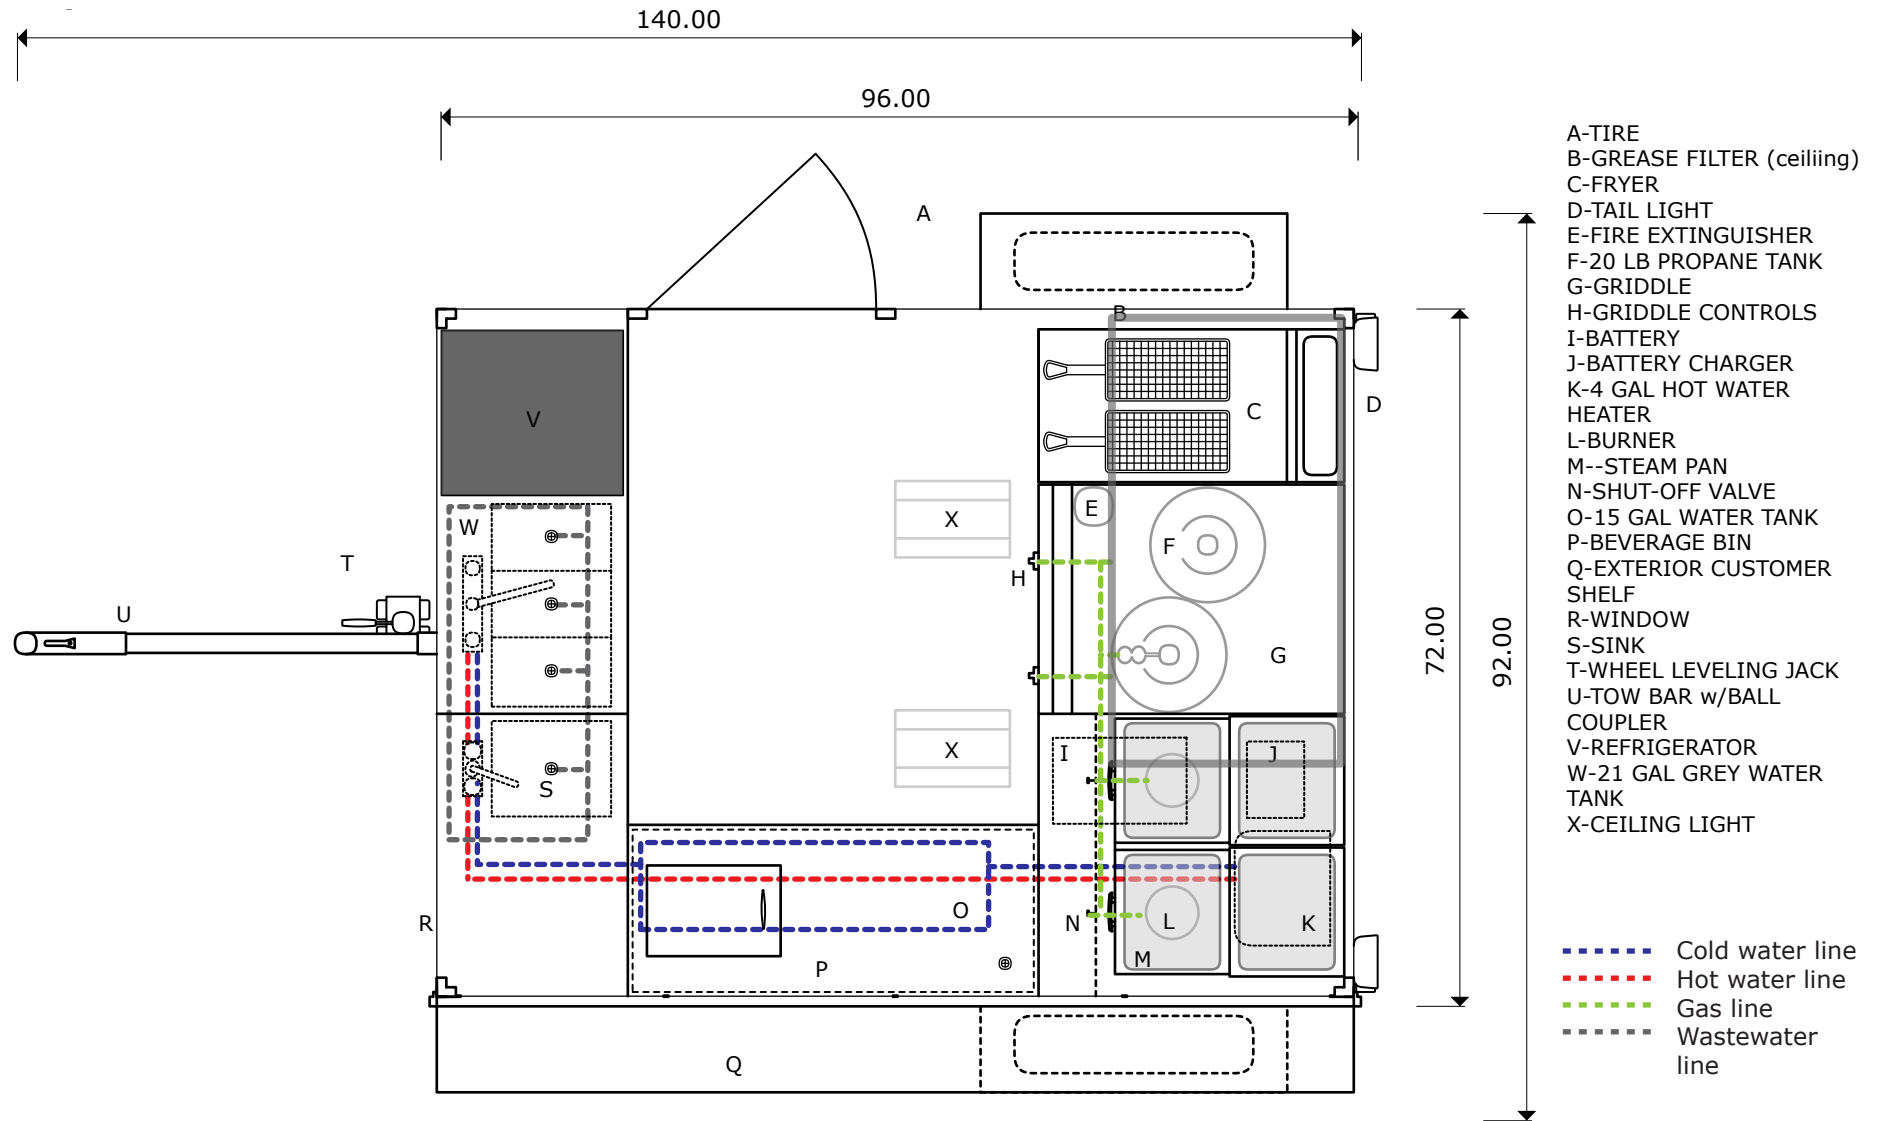 140.00
96.00
A
B
C
D
V
E
X
W
F
H
T
U
G
X
I
J
S
O
R
N
L
K
M
P
Q
72.00
92.00
A-TIRE
B-GREASE FILTER (ceiliing)
C-FRYER
D-TAIL LIGHT
E-FIRE EXTINGUISHER
F-20 LB PROPANE TANK
G-GRIDDLE
H-GRIDDLE CONTROLS
I-BATTERY
J-BATTERY CHARGER
K-4 GAL HOT WATER
HEATER
L-BURNER
M--STEAM PAN
N-SHUT-OFF VALVE
O-15 GAL WATER TANK
P-BEVERAGE BIN
Q-EXTERIOR CUSTOMER
SHELF
R-WINDOW
S-SINK
T-WHEEL LEVELING JACK
U-TOW BAR w/BALL
COUPLER
V-REFRIGERATOR
W-21 GAL GREY WATER
TANK
X-CEILING LIGHT
Cold water line
Hot water line
Gas line
Wastewater
line